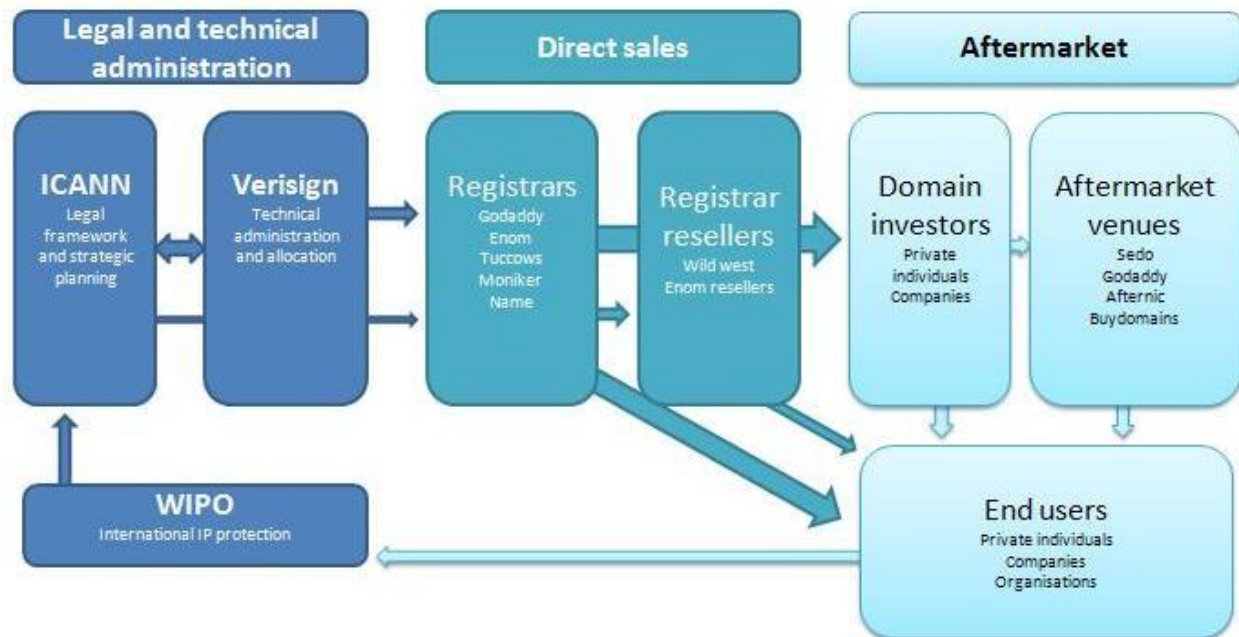 Legal and technical
administration
Direct sales
Aftermarket
ICANN
Legal
framework
and strategic
planning
Verisign
Technical
administration
and allocation
Registrars
Godaddy
Enom
Tuccows
Moniker
Name
Registrar
resellers
Wild west
Enom resellers
Domain
investors
Private
individuals
Companies
Aftermarket
venues
Sedo
Godaddy
Afternic
Buydomains
WIPO
International IP protection
End users
Private individuals
Companies
Organisations